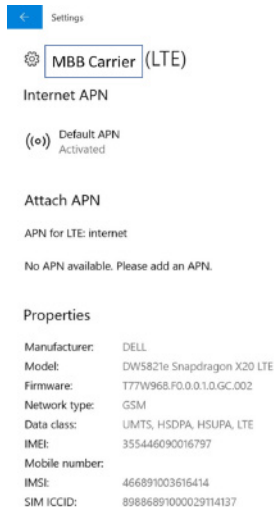 Settings
MBB Carrier (LTE)
Internet APN
Default APN
Activated
Attach APN
APN for LTE: internet
No APN available. Please add an APN.
Properties
Manufacturer: DELL
Model: DW5821e Snapdragon X20 LTE
Firmware: T77W968.F0.0.0.1.0.GC.002
Network type: GSM
Data class: UMTS, HSDPA, HSUPA, LTE
IMEI: 355446090016797
Mobile number:
IMSI: 466891003616414
SIM ICCID: 89886891000029114137